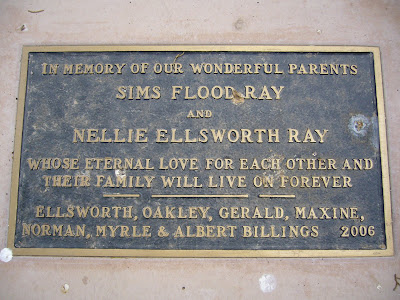 IN MEMORY OF OUR WONDERFUL PARENTS
SIMS FLOOD RAY
AND
NELLIE ELLSWORTH RAY
WHOSE ETERNAL LOVE FOR EACH OTHER AND
THEIR FAMILY WILL LIVE ON FOREVER
ELLSWORTH, OAKLEY, GERALD, MAXINE,
NORMAN, MYRLE & ALBERT BILLINGS 2006